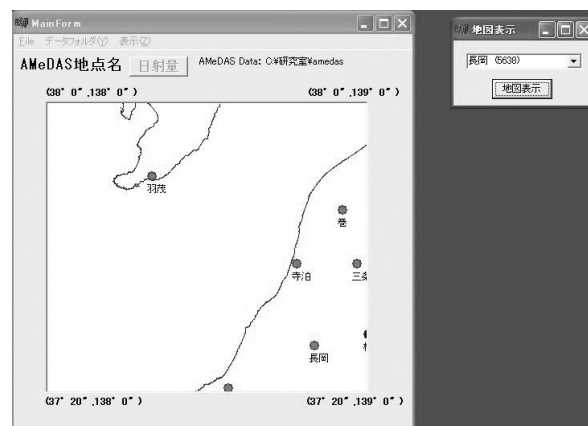 MainForm
File データフォルダ(Y) 表示(Z)
AMeDAS地点名 日射量 AMeDAS Data: C:¥研究室¥amedas
(38° 0" ,138° 0" ) (38° 0" ,139° 0" )
羽茂
巻
寺泊 三条
長岡
(37° 20" ,138° 0" ) (37° 20" ,139° 0" )
地図表示
長岡 (5638)
地図表示